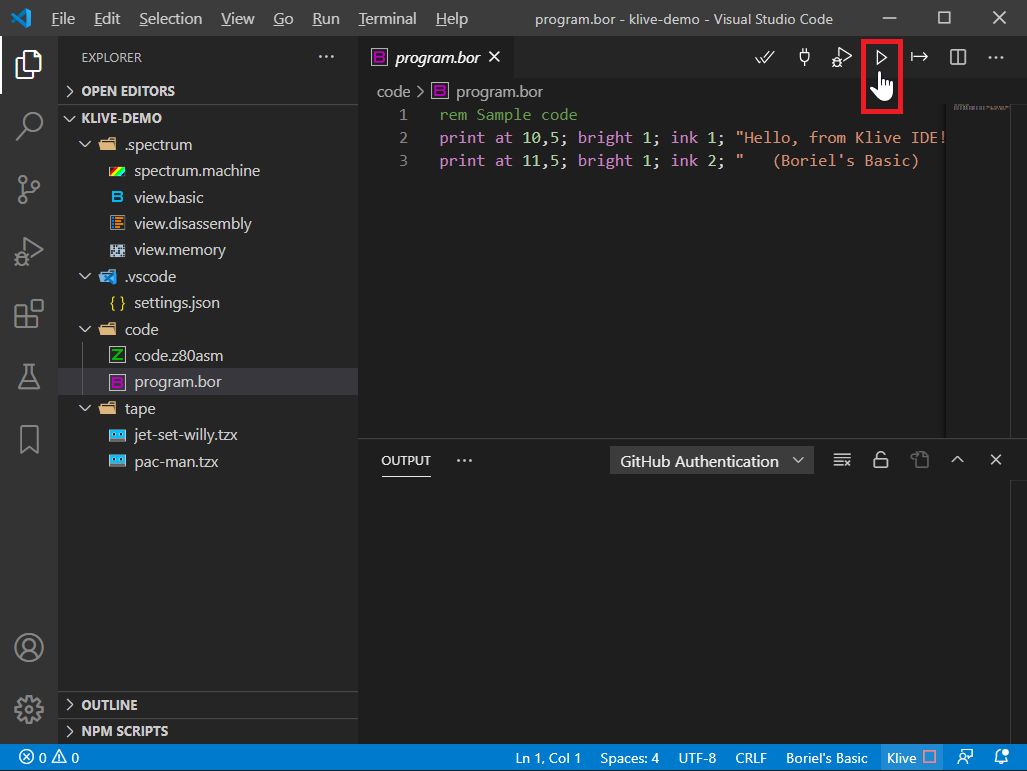 File Edit Selection View Go Run Terminal Help program.bor - klive-demo - Visual Studio Code
EXPLORER
program.bor
OPEN EDITORS
KLIVE-DEMO
.spectrum
spectrum.machine
view.basic
view.disassembly
view.memory
.vscode
settings.json
code
code.z80asm
program.bor
tape
jet-set-willy.tzx
pac-man.tzx
OUTLINE
NPM SCRIPTS
code > program.bor
1 rem Sample code
2 print at 10,5; bright 1; ink 1; "Hello, from Klive IDE!
3 print at 11,5; bright 1; ink 2; "   (Boriel's Basic)
OUTPUT
GitHub Authentication
0 0 Ln 1, Col 1 Spaces: 4 UTF-8 CRLF Boriel's Basic Klive